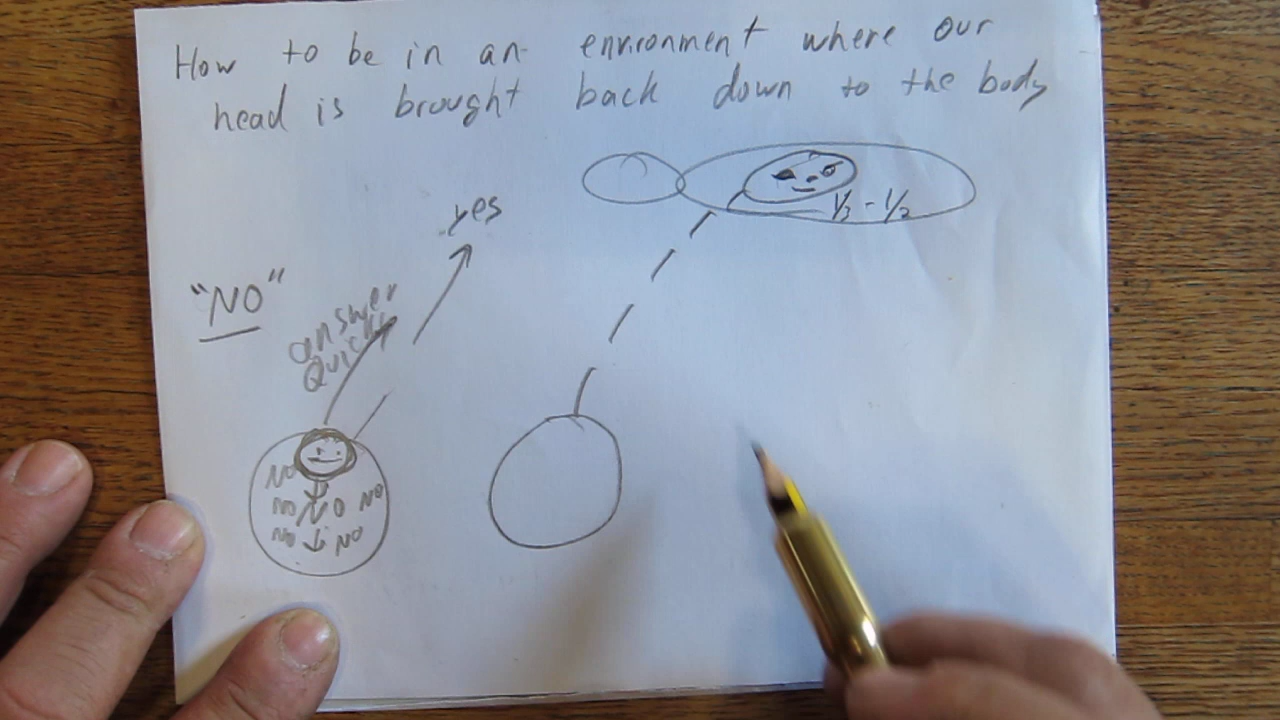 How to be in an environment where our
head is brought back down to the body
1/3 - 1/2
yes
"NO"
answer
Quickly
NO
NO NO NO
NO NO